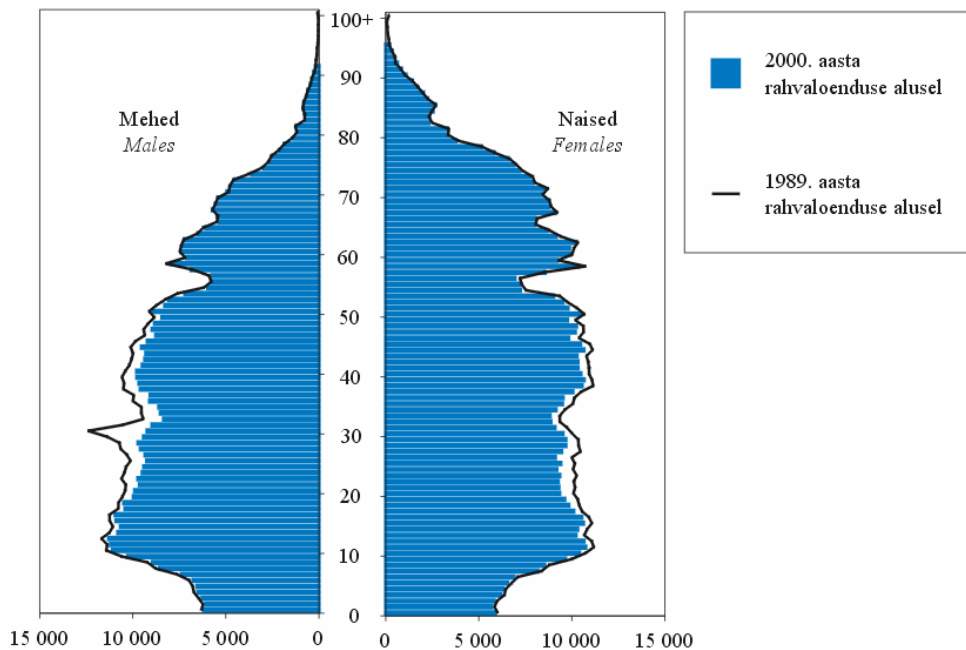 100+
90
80
70
60
50
40
30
20
10
0
Mehed
Males
Naised
Females
15 000 10 000 5 000 0
0 5 000 10 000 15 000
2000. aasta
rahvaloenduse alusel
1989. aasta
rahvaloenduse alusel